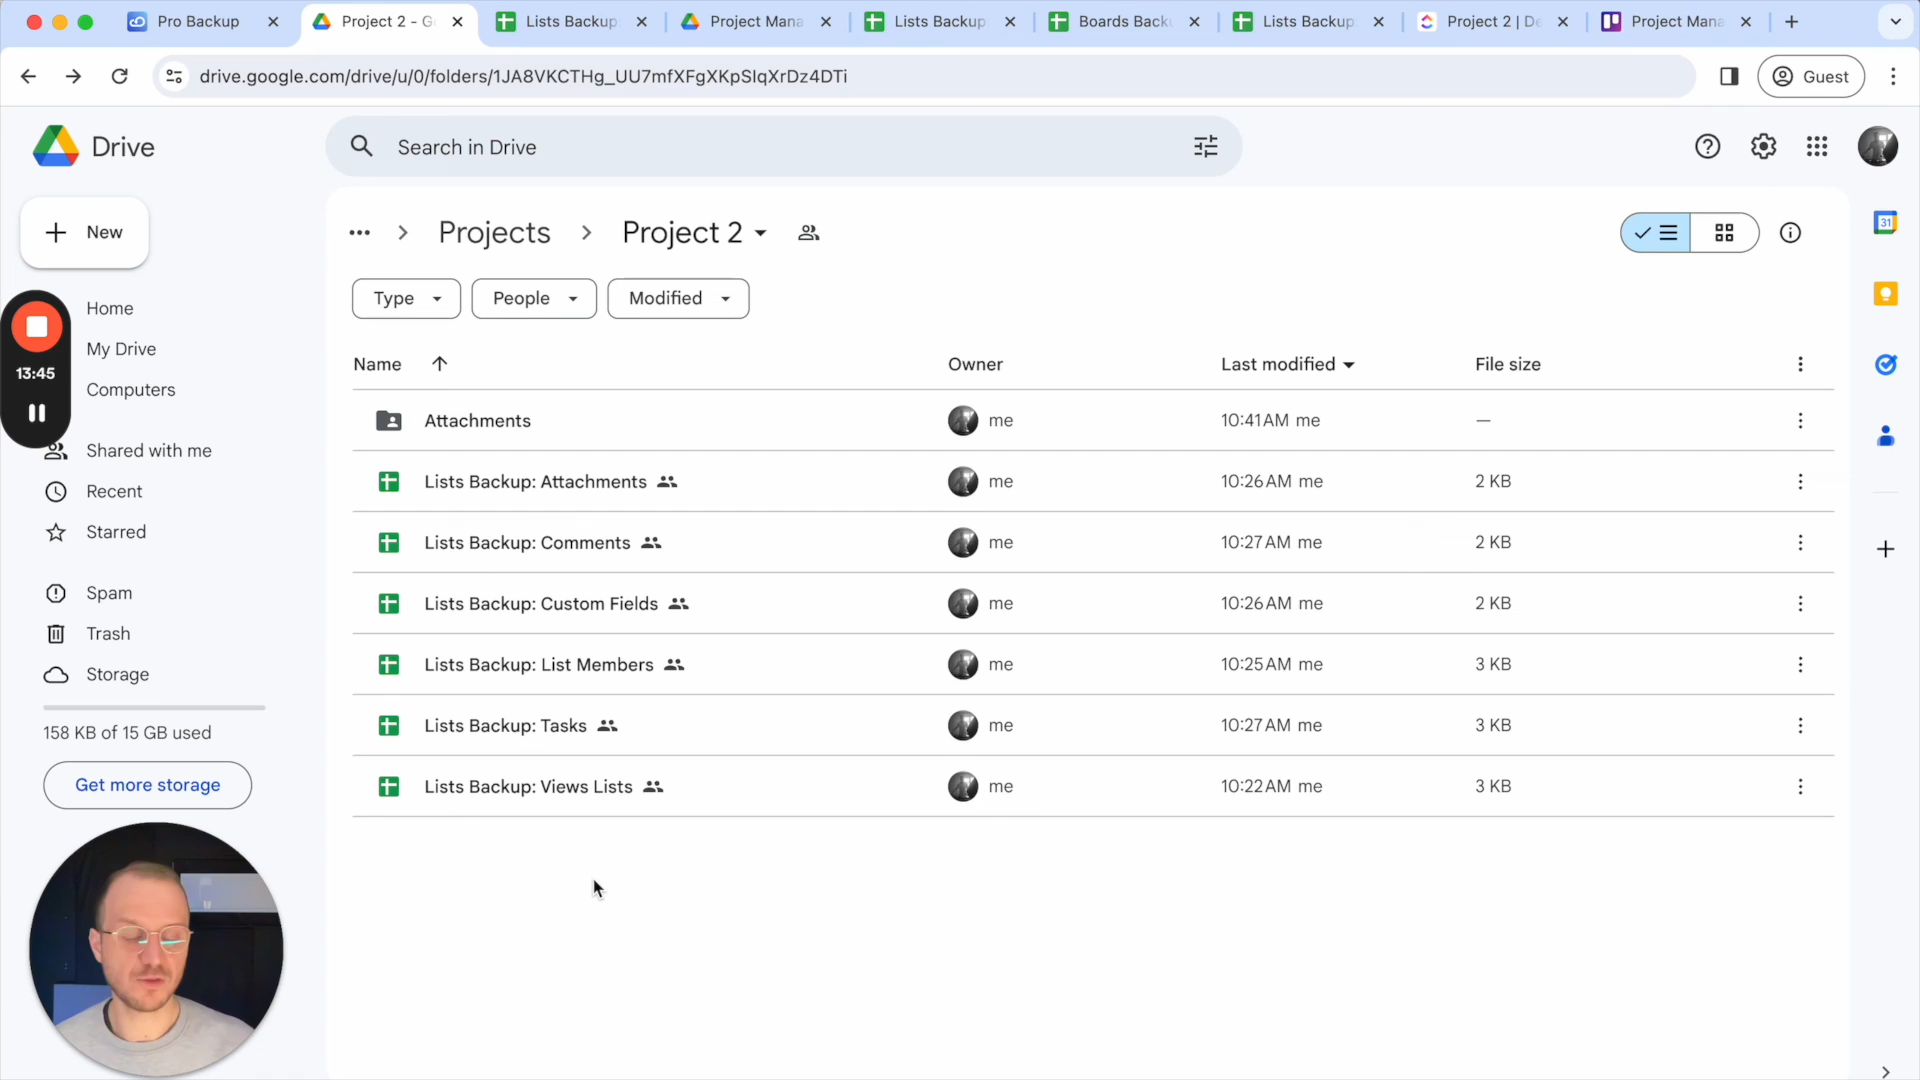 Pro Backup
Project 2 - G
Lists Backup:
Project Mana
Lists Backup:
Boards Back
Lists Backup:
Project 2 | De
Project Mana
drive.google.com/drive/u/0/folders/1JA8VKCTHg_UU7mfXFgXKpSIqXrDz4DTi
Guest
Drive
Search in Drive
New
Projects
Project 2
Type
People
Modified
Home
My Drive
Computers
Shared with me
Recent
Starred
Spam
Trash
Storage
158 KB of 15 GB used
Get more storage
13:45
Name
Owner
Last modified
File size
Attachments me 10:41 AM me —
Lists Backup: Attachments me 10:26 AM me 2 KB
Lists Backup: Comments me 10:27 AM me 2 KB
Lists Backup: Custom Fields me 10:26 AM me 2 KB
Lists Backup: List Members me 10:25 AM me 3 KB
Lists Backup: Tasks me 10:27 AM me 3 KB
Lists Backup: Views Lists me 10:22 AM me 3 KB
31